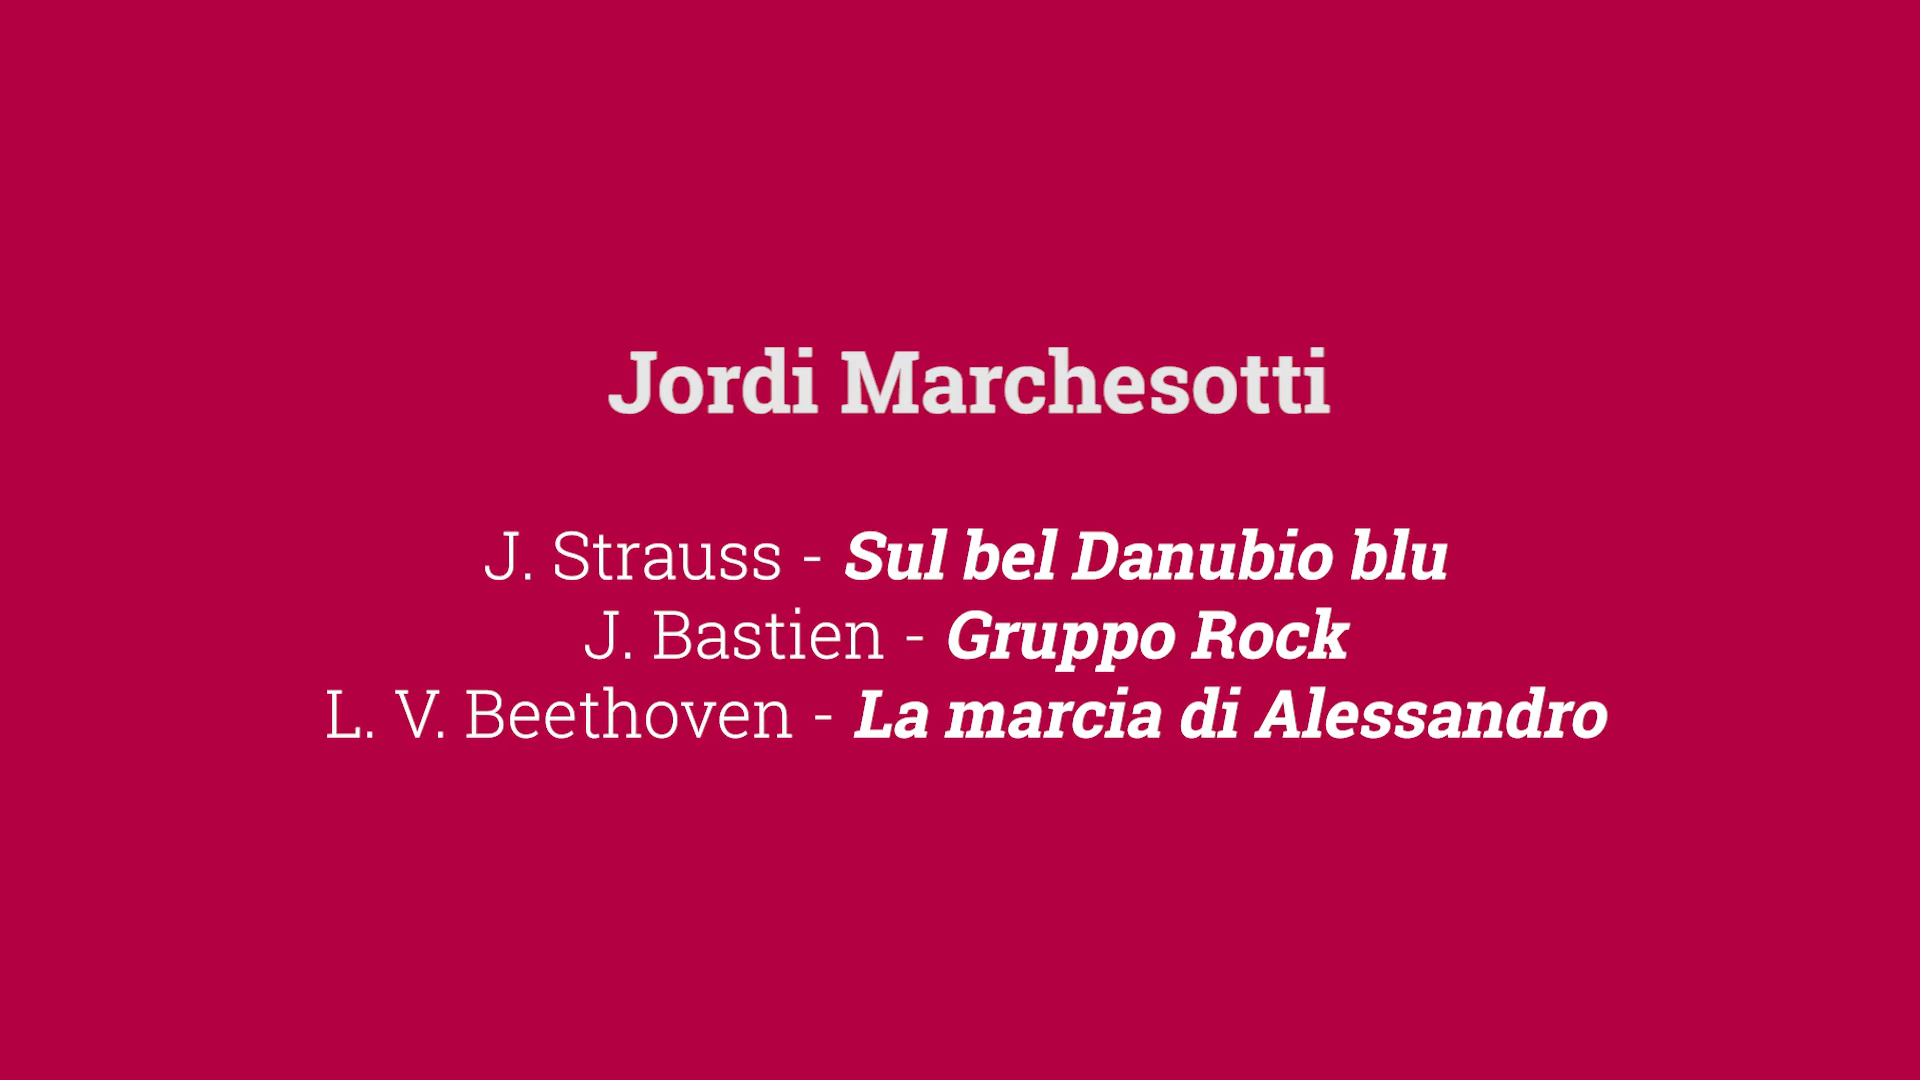 Jordi Marchesotti
J. Strauss - Sul bel Danubio blu
J. Bastien - Gruppo Rock
L. V. Beethoven - La marcia di Alessandro